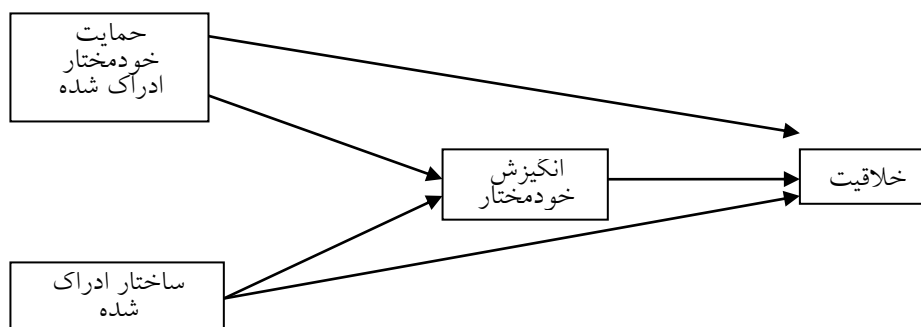 حمایت
خودمختار
ادراک شده
انگیزش
خودمختار
خلاقیت
ساختار ادراک
شده